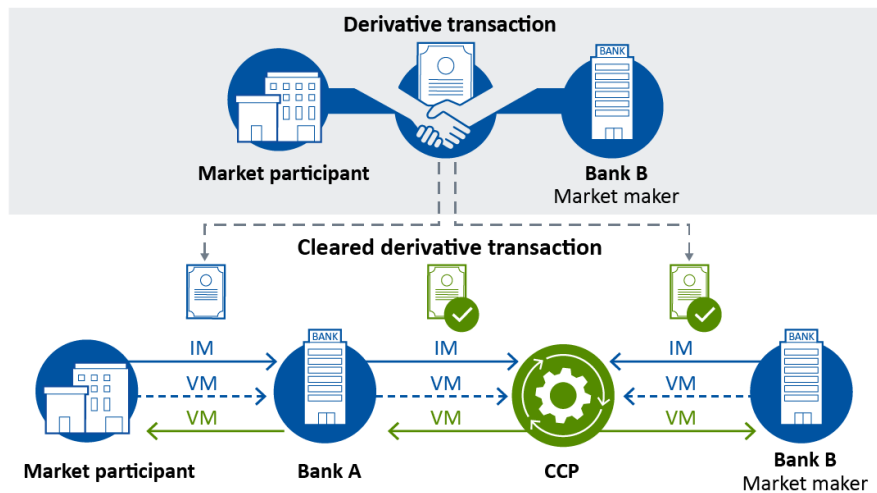 Derivative transaction
BANK
Market participant
Bank B
Market maker
Cleared derivative transaction
IM
BANK
IM
IM
BANK
VM
VM
VM
VM
VM
VM
Market participant
Bank A
CCP
Bank B
Market maker